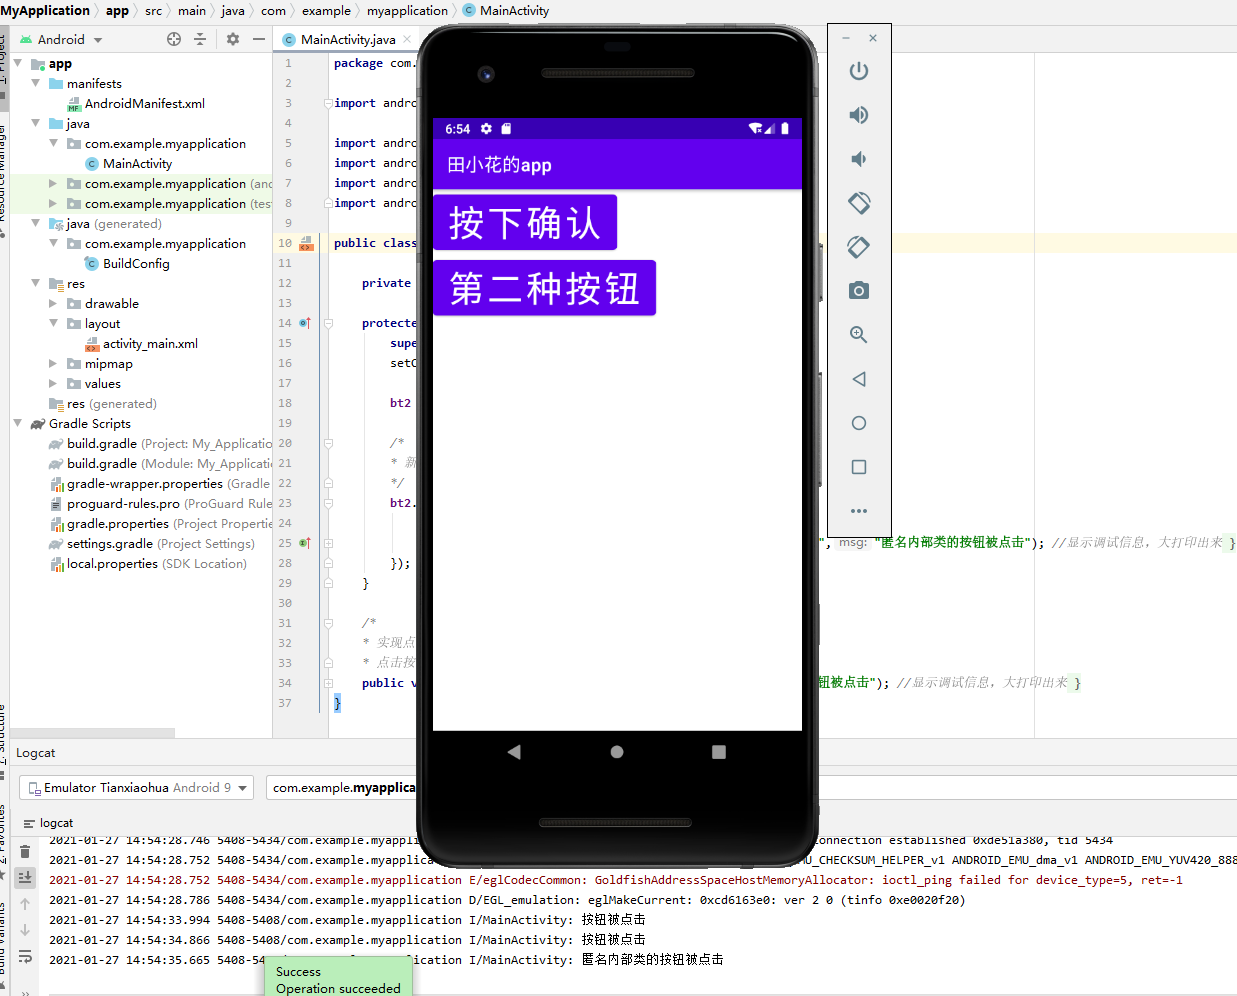 MyApplication app src main java com example myapplication MainActivity
Android
MainActivity.java
app
manifests
AndroidManifest.xml
java
com.example.myapplication
MainActivity
com.example.myapplication (and
com.example.myapplication (tes
java (generated)
com.example.myapplication
BuildConfig
res
drawable
layout
activity_main.xml
mipmap
values
res (generated)
Gradle Scripts
build.gradle (Project: My_Applicatio
build.gradle (Module: My_Applicati
gradle-wrapper.properties (Gradle
proguard-rules.pro (ProGuard Rule
gradle.properties (Project Propertie
settings.gradle (Project Settings)
local.properties (SDK Location)
1 package com.
2
3 import andro
4
5 import andro
6 import andro
7 import andro
8 import andro
9
10 public class
11
12 private
13
14 protecte
15 supe
16 setC
17
18 bt2
19
20 /*
21 * 新
22 */
23 bt2.
24
25 ", msg: "匿名内部类的按钮被点击"); //显示调试信息，大打印出来 }
28 });
29 }
30
31 /*
32 * 实现点
33 * 点击按
34 public v 钮被点击"); //显示调试信息，大打印出来 }
37 }
6:54
田小花的app
按下确认
第二种按钮
Logcat
Emulator Tianxiaohua Android 9
com.example.myapplica
logcat
2021-01-27 14:54:28.746 5408-5434/com.example.myapplic onnection established 0xde51a380, tid 5434
2021-01-27 14:54:28.752 5408-5434/com.example.myapplicat MU_CHECKSUM_HELPER_v1 ANDROID_EMU_dma_v1 ANDROID_EMU_YUV420_888
2021-01-27 14:54:28.752 5408-5434/com.example.myapplication E/eglCodecCommon: GoldfishAddressSpaceHostMemoryAllocator: ioctl_ping failed for device_type=5, ret=-1
2021-01-27 14:54:28.786 5408-5434/com.example.myapplication D/EGL_emulation: eglMakeCurrent: 0xcd6163e0: ver 2 0 (tinfo 0xe0020f20)
2021-01-27 14:54:33.994 5408-5408/com.example.myapplication I/MainActivity: 按钮被点击
2021-01-27 14:54:34.866 5408-5408/com.example.myapplication I/MainActivity: 按钮被点击
2021-01-27 14:54:35.665 5408-5408/com.example.myapplication I/MainActivity: 匿名内部类的按钮被点击
Success
Operation succeeded